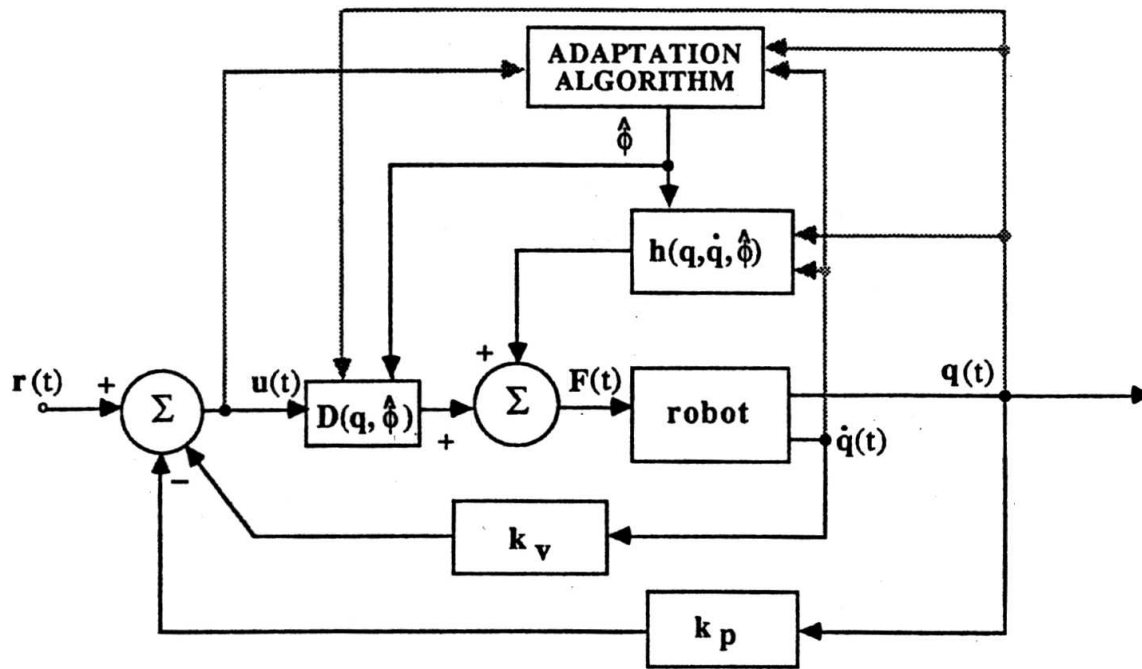 ADAPTATION
ALGORITHM
φ̂
h(q,q̇,φ̂)
r(t)
+
Σ
−
u(t)
D(q, φ̂)
+
+
Σ
F(t)
robot
q(t)
q̇(t)
k v
k p